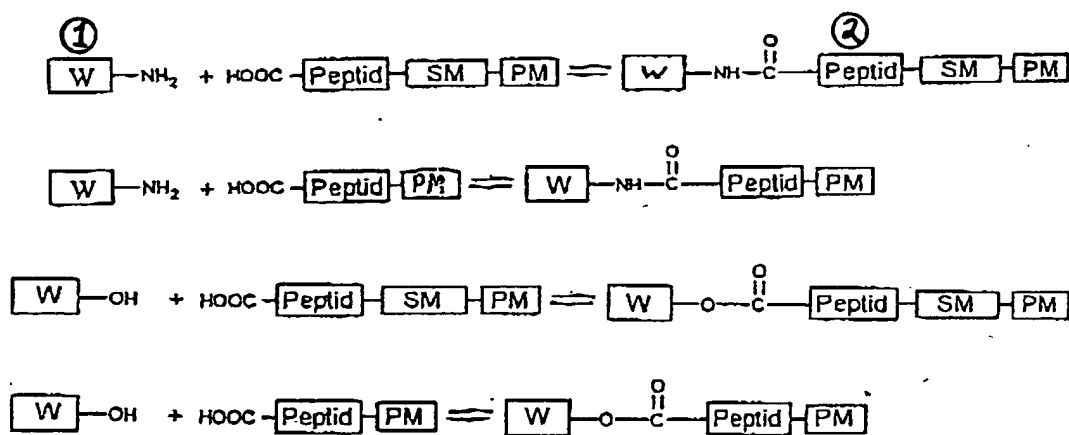 ① ②
W -NH₂ + HOOC- Peptid - SM - PM = W -NH-C(=O)- Peptid - SM - PM
W -NH₂ + HOOC- Peptid - PM = W -NH-C(=O)- Peptid - PM
W -OH + HOOC- Peptid - SM - PM = W -O-C(=O)- Peptid - SM - PM
W -OH + HOOC- Peptid - PM = W -O-C(=O)- Peptid - PM